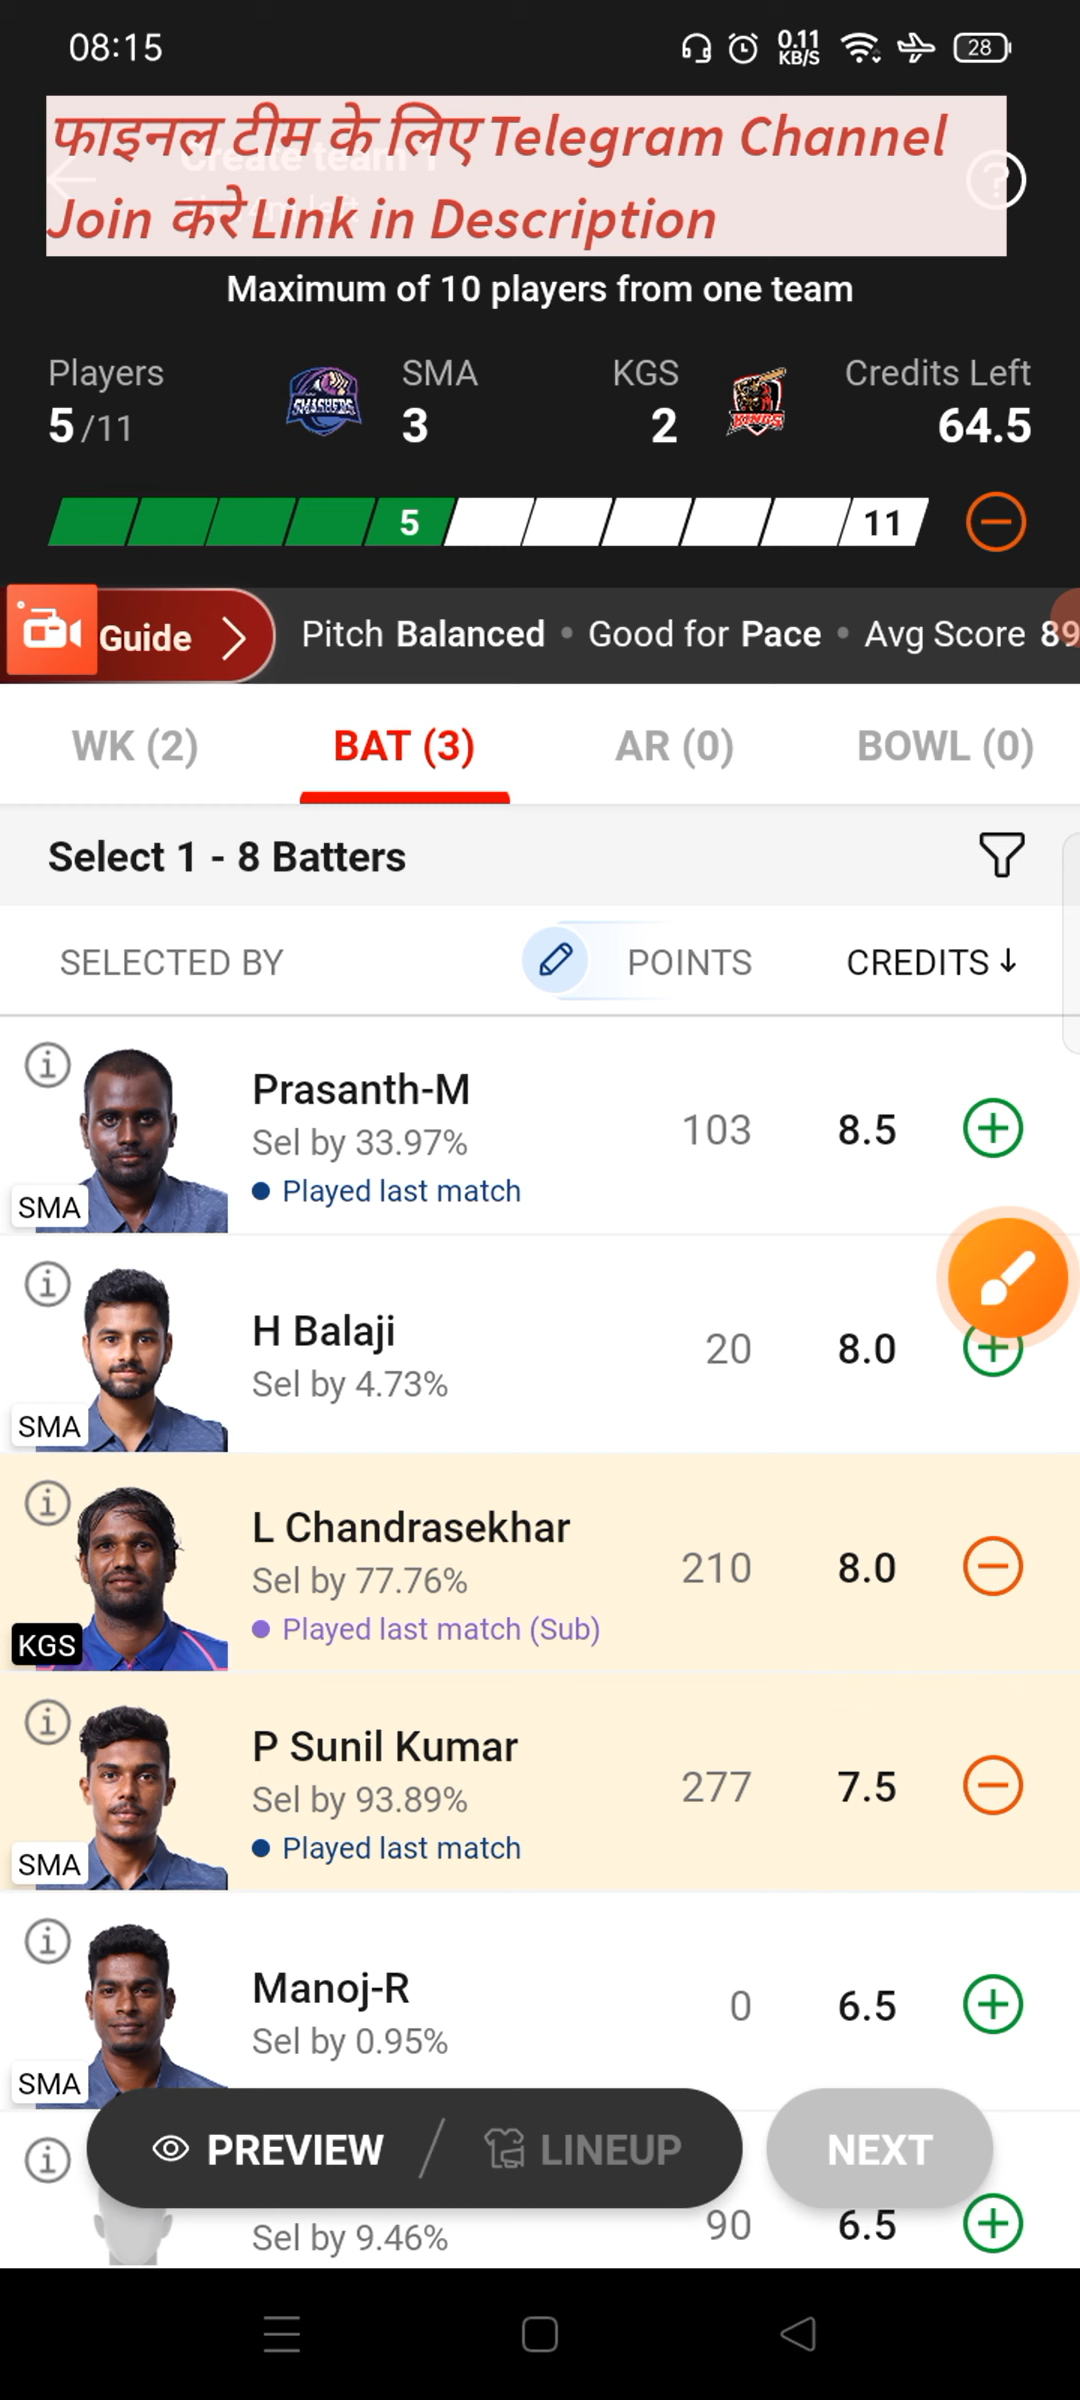 08:15
0.11 KB/S
28
फाइनल टीम के लिए Telegram Channel
Join करे Link in Description
Create team 1
Maximum of 10 players from one team
Players
5/11
SMASHERS
SMA
3
KGS
2
KINGS
Credits Left
64.5
5
11
Guide
Pitch Balanced • Good for Pace • Avg Score 89
WK (2)
BAT (3)
AR (0)
BOWL (0)
Select 1 - 8 Batters
SELECTED BY
POINTS
CREDITS ↓
Prasanth-M
Sel by 33.97%
Played last match
SMA
103
8.5
H Balaji
Sel by 4.73%
SMA
20
8.0
L Chandrasekhar
Sel by 77.76%
Played last match (Sub)
KGS
210
8.0
P Sunil Kumar
Sel by 93.89%
Played last match
SMA
277
7.5
Manoj-R
Sel by 0.95%
SMA
0
6.5
PREVIEW
LINEUP
NEXT
Sel by 9.46%
90
6.5